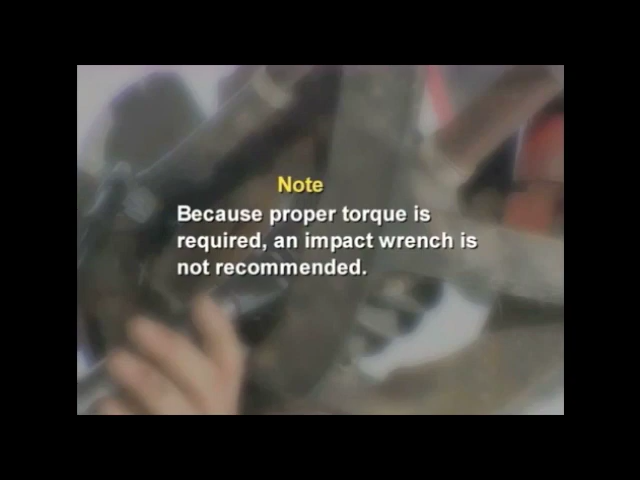 Note
Because proper torque is
required, an impact wrench is
not recommended.